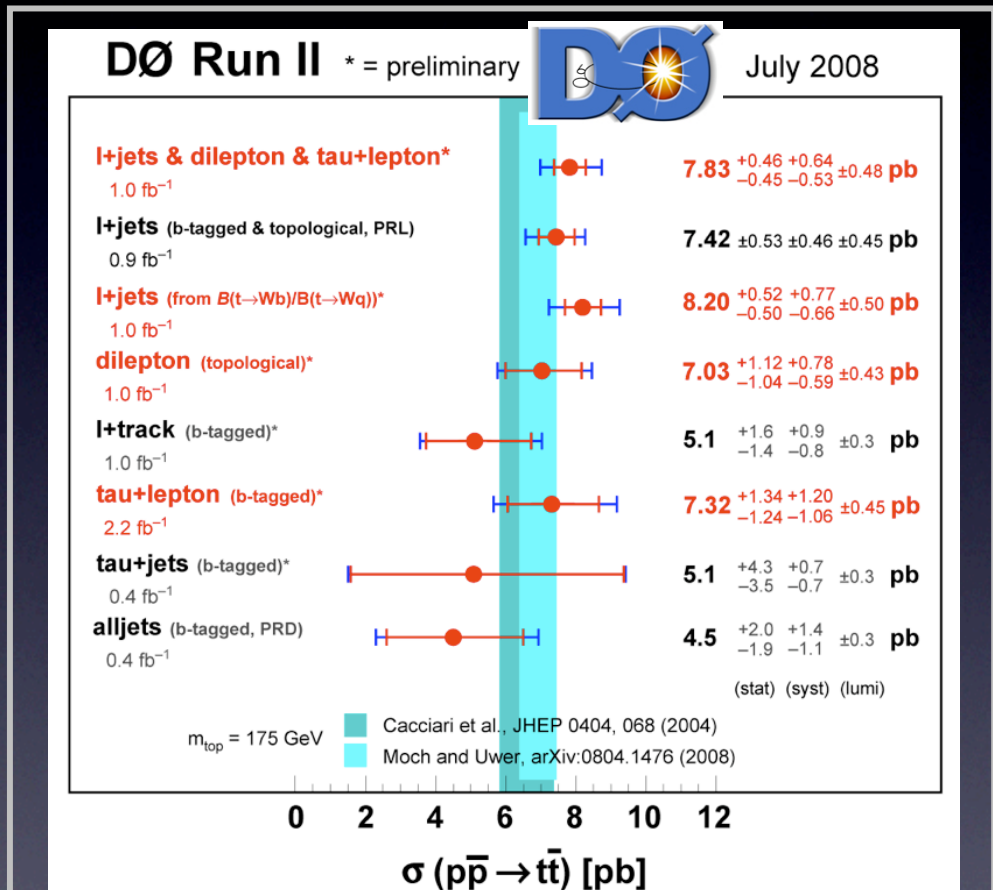 DØ Run II * = preliminary DØ July 2008
l+jets & dilepton & tau+lepton* 7.83 +0.46 −0.45 +0.64 −0.53 ±0.48 pb
1.0 fb⁻¹
l+jets (b-tagged & topological, PRL) 7.42 ±0.53 ±0.46 ±0.45 pb
0.9 fb⁻¹
l+jets (from B(t→Wb)/B(t→Wq))* 8.20 +0.52 −0.50 +0.77 −0.66 ±0.50 pb
1.0 fb⁻¹
dilepton (topological)* 7.03 +1.12 −1.04 +0.78 −0.59 ±0.43 pb
1.0 fb⁻¹
l+track (b-tagged)* 5.1 +1.6 −1.4 +0.9 −0.8 ±0.3 pb
1.0 fb⁻¹
tau+lepton (b-tagged)* 7.32 +1.34 −1.24 +1.20 −1.06 ±0.45 pb
2.2 fb⁻¹
tau+jets (b-tagged)* 5.1 +4.3 −3.5 +0.7 −0.7 ±0.3 pb
0.4 fb⁻¹
alljets (b-tagged, PRD) 4.5 +2.0 −1.9 +1.4 −1.1 ±0.3 pb
0.4 fb⁻¹
(stat) (syst) (lumi)
m_top = 175 GeV
Cacciari et al., JHEP 0404, 068 (2004)
Moch and Uwer, arXiv:0804.1476 (2008)
0 2 4 6 8 10 12
σ (pp̅ → tt̅) [pb]